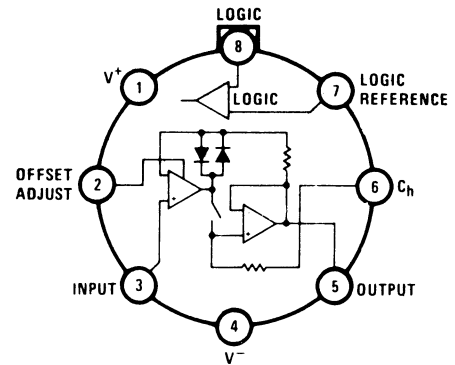 LOGIC
8
V+
1
LOGIC
7
LOGIC
REFERENCE
OFFSET
ADJUST
2
+
+
6
Ch
INPUT
3
5
OUTPUT
4
V−